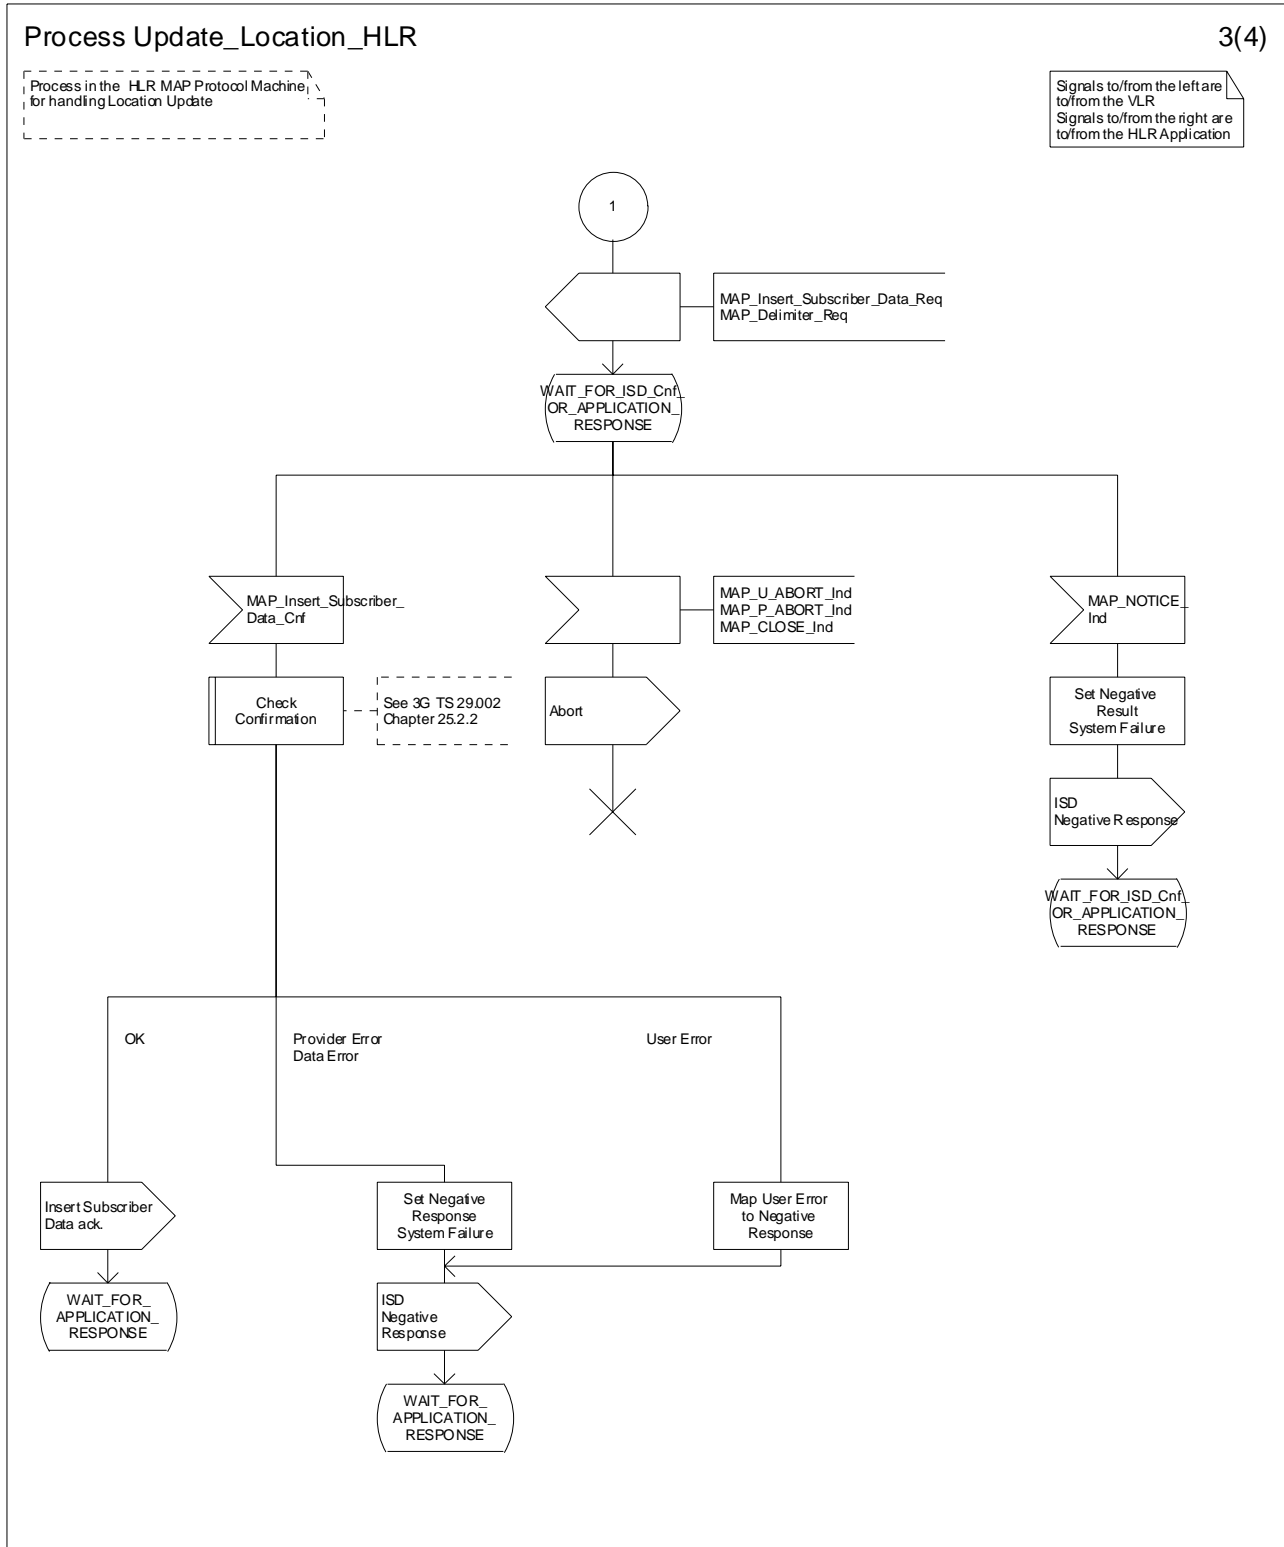 Process Update_Location_HLR
3(4)
Process in the HLR MAP Protocol Machine
for handling Location Update
Signals to/from the left are
to/from the VLR
Signals to/from the right are
to/from the HLR Application
1
MAP_Insert_Subscriber_Data_Req
MAP_Delimiter_Req
WAIT_FOR_ISD_Cnf_
OR_APPLICATION_
RESPONSE
MAP_Insert_Subscriber_
Data_Cnf
MAP_U_ABORT_Ind
MAP_P_ABORT_Ind
MAP_CLOSE_Ind
MAP_NOTICE_
Ind
Check
Confirmation
See 3G TS 29.002
Chapter 25.2.2
Abort
Set Negative
Result
System Failure
ISD
Negative Response
WAIT_FOR_ISD_Cnf_
OR_APPLICATION_
RESPONSE
OK
Provider Error
Data Error
User Error
Insert Subscriber
Data ack.
Set Negative
Response
System Failure
Map User Error
to Negative
Response
WAIT_FOR_
APPLICATION_
RESPONSE
ISD
Negative
Response
WAIT_FOR_
APPLICATION_
RESPONSE